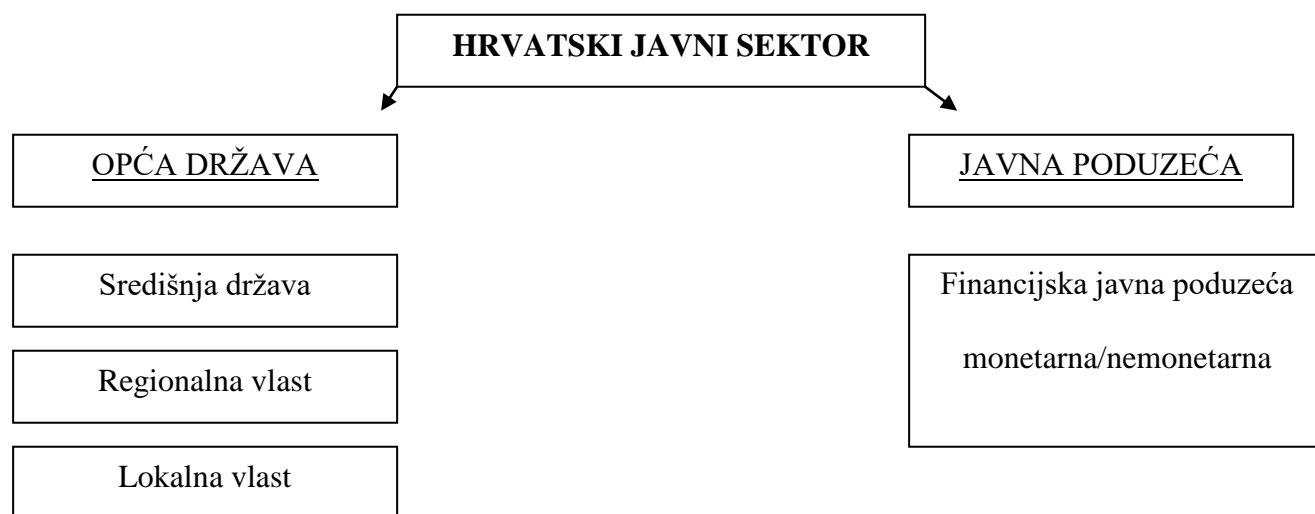 HRVATSKI JAVNI SEKTOR
OPĆA DRŽAVA
JAVNA PODUZEĆA
Središnja država
Financijska javna poduzeća
monetarna/nemonetarna
Regionalna vlast
Lokalna vlast